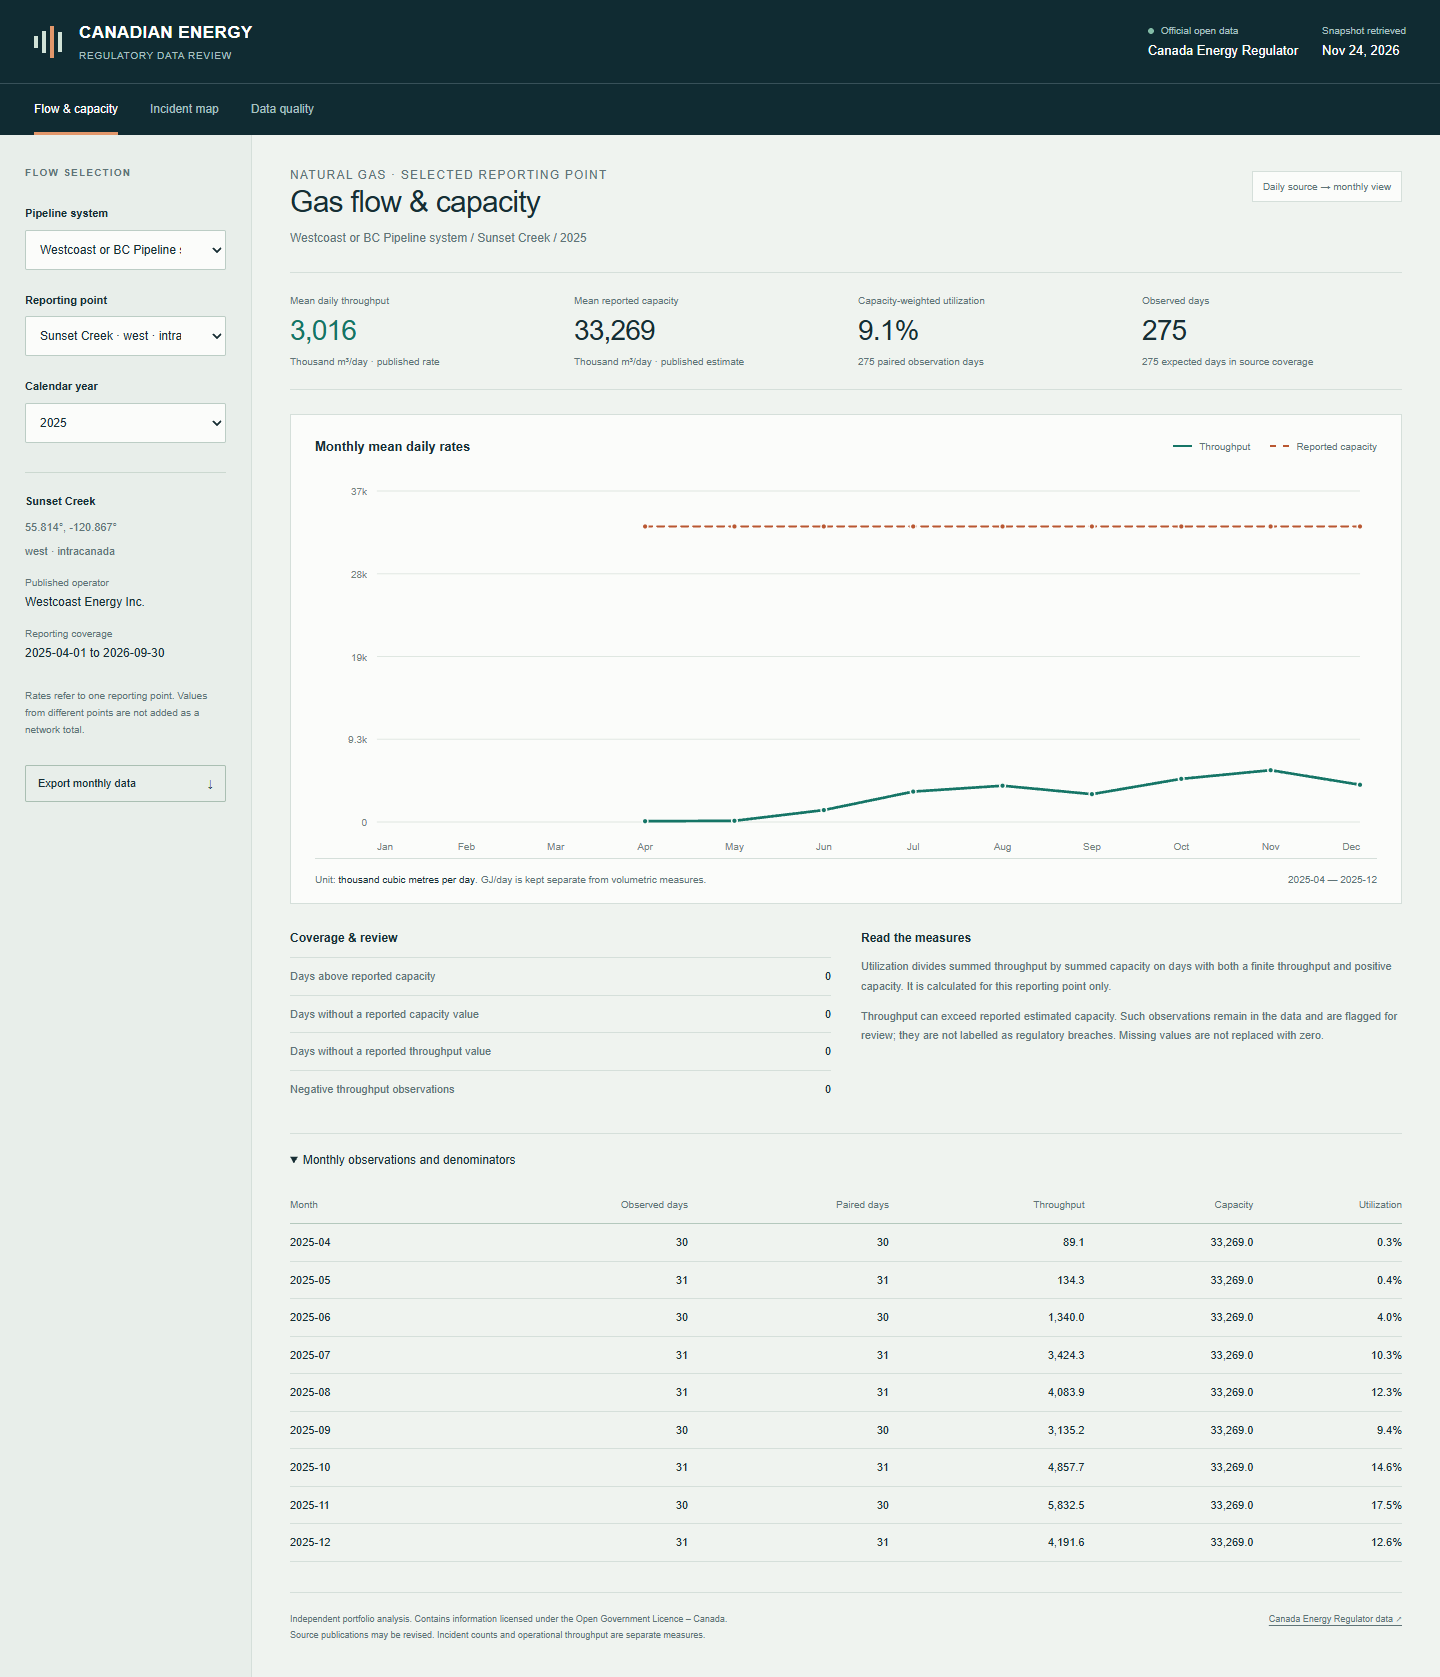 CANADIAN ENERGY
REGULATORY DATA REVIEW
Official open data
Canada Energy Regulator
Snapshot retrieved
Nov 24, 2026
Flow & capacity
Incident map
Data quality
FLOW SELECTION
Pipeline system
Westcoast or BC Pipeline
Reporting point
Sunset Creek · west · intra
Calendar year
2025
Sunset Creek
55.814°, -120.867°
west · intracanada
Published operator
Westcoast Energy Inc.
Reporting coverage
2025-04-01 to 2026-09-30
Rates refer to one reporting point. Values
from different points are not added as a
network total.
Export monthly data ↓
NATURAL GAS · SELECTED REPORTING POINT
Gas flow & capacity
Westcoast or BC Pipeline system / Sunset Creek / 2025
Daily source → monthly view
Mean daily throughput
3,016
Thousand m³/day · published rate
Mean reported capacity
33,269
Thousand m³/day · published estimate
Capacity-weighted utilization
9.1%
275 paired observation days
Observed days
275
275 expected days in source coverage
Monthly mean daily rates
Throughput
Reported capacity
37k
28k
19k
9.3k
0
Jan Feb Mar Apr May Jun Jul Aug Sep Oct Nov Dec
Unit: thousand cubic metres per day. GJ/day is kept separate from volumetric measures.
2025-04 — 2025-12
Coverage & review
Days above reported capacity 0
Days without a reported capacity value 0
Days without a reported throughput value 0
Negative throughput observations 0
Read the measures
Utilization divides summed throughput by summed capacity on days with both a finite throughput and positive
capacity. It is calculated for this reporting point only.
Throughput can exceed reported estimated capacity. Such observations remain in the data and are flagged for
review; they are not labelled as regulatory breaches. Missing values are not replaced with zero.
▼ Monthly observations and denominators
Month Observed days Paired days Throughput Capacity Utilization
2025-04 30 30 89.1 33,269.0 0.3%
2025-05 31 31 134.3 33,269.0 0.4%
2025-06 30 30 1,340.0 33,269.0 4.0%
2025-07 31 31 3,424.3 33,269.0 10.3%
2025-08 31 31 4,083.9 33,269.0 12.3%
2025-09 30 30 3,135.2 33,269.0 9.4%
2025-10 31 31 4,857.7 33,269.0 14.6%
2025-11 30 30 5,832.5 33,269.0 17.5%
2025-12 31 31 4,191.6 33,269.0 12.6%
Independent portfolio analysis. Contains information licensed under the Open Government Licence – Canada.
Source publications may be revised. Incident counts and operational throughput are separate measures.
Canada Energy Regulator data ↗